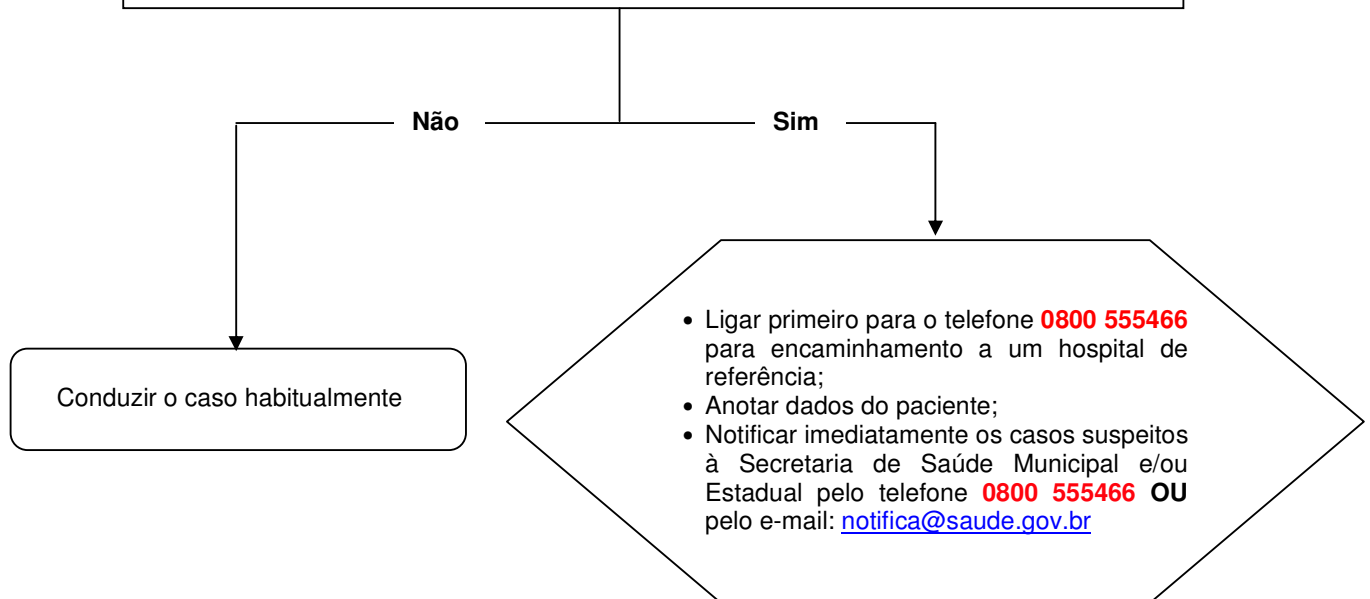 Não
Sim
Conduzir o caso habitualmente
• Ligar primeiro para o telefone 0800 555466
para encaminhamento a um hospital de
referência;
• Anotar dados do paciente;
• Notificar imediatamente os casos suspeitos
à Secretaria de Saúde Municipal e/ou
Estadual pelo telefone 0800 555466 OU
pelo e-mail: notifica@saude.gov.br